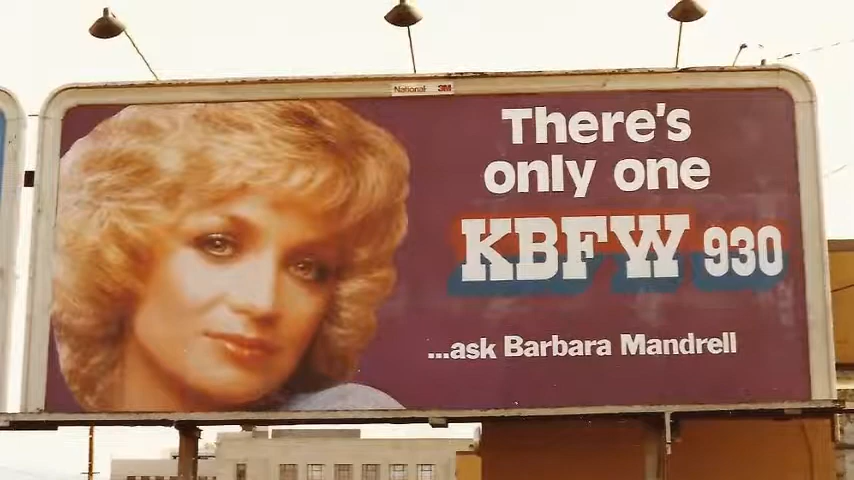 National 3M
There's
only one
KBFW 930
...ask Barbara Mandrell